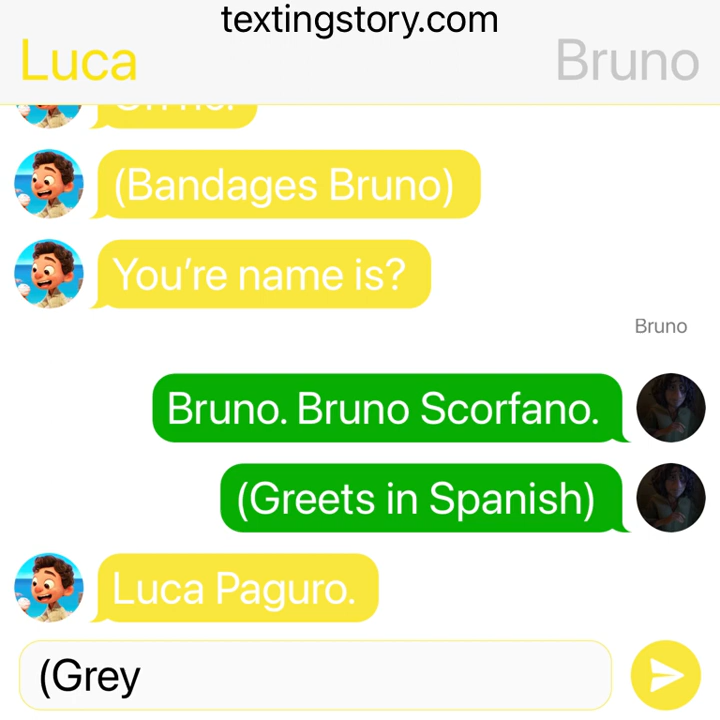 textingstory.com
Luca
Bruno
(Bandages Bruno)
You’re name is?
Bruno
Bruno. Bruno Scorfano.
(Greets in Spanish)
Luca Paguro.
(Grey